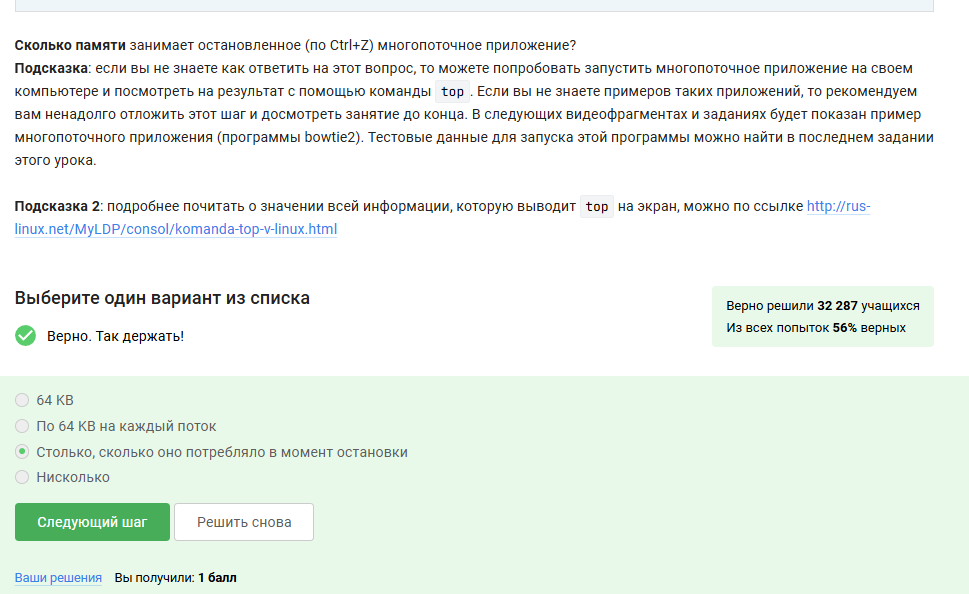 Сколько памяти занимает остановленное (по Ctrl+Z) многопоточное приложение?
Подсказка: если вы не знаете как ответить на этот вопрос, то можете попробовать запустить многопоточное приложение на своем
компьютере и посмотреть на результат с помощью команды top. Если вы не знаете примеров таких приложений, то рекомендуем
вам ненадолго отложить этот шаг и досмотреть занятие до конца. В следующих видеофрагментах и заданиях будет показан пример
многопоточного приложения (программы bowtie2). Тестовые данные для запуска этой программы можно найти в последнем задании
этого урока.
Подсказка 2: подробнее почитать о значении всей информации, которую выводит top на экран, можно по ссылке http://rus-
linux.net/MyLDP/consol/komanda-top-v-linux.html
Выберите один вариант из списка
Верно. Так держать!
Верно решили 32 287 учащихся
Из всех попыток 56% верных
64 KB
По 64 KB на каждый поток
Столько, сколько оно потребляло в момент остановки
Нисколько
Следующий шаг
Решить снова
Ваши решения Вы получили: 1 балл